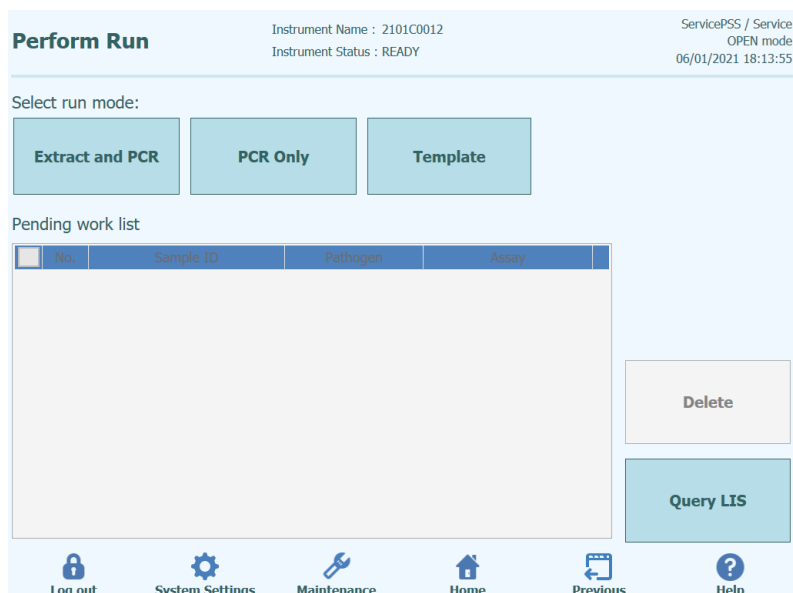 Perform Run
Instrument Name : 2101C0012
Instrument Status : READY
ServicePSS / Service
OPEN mode
06/01/2021 18:13:55
Select run mode:
Extract and PCR
PCR Only
Template
Pending work list
No. Sample ID Pathogen Assay
Delete
Query LIS
Log out System Settings Maintenance Home Previous Help